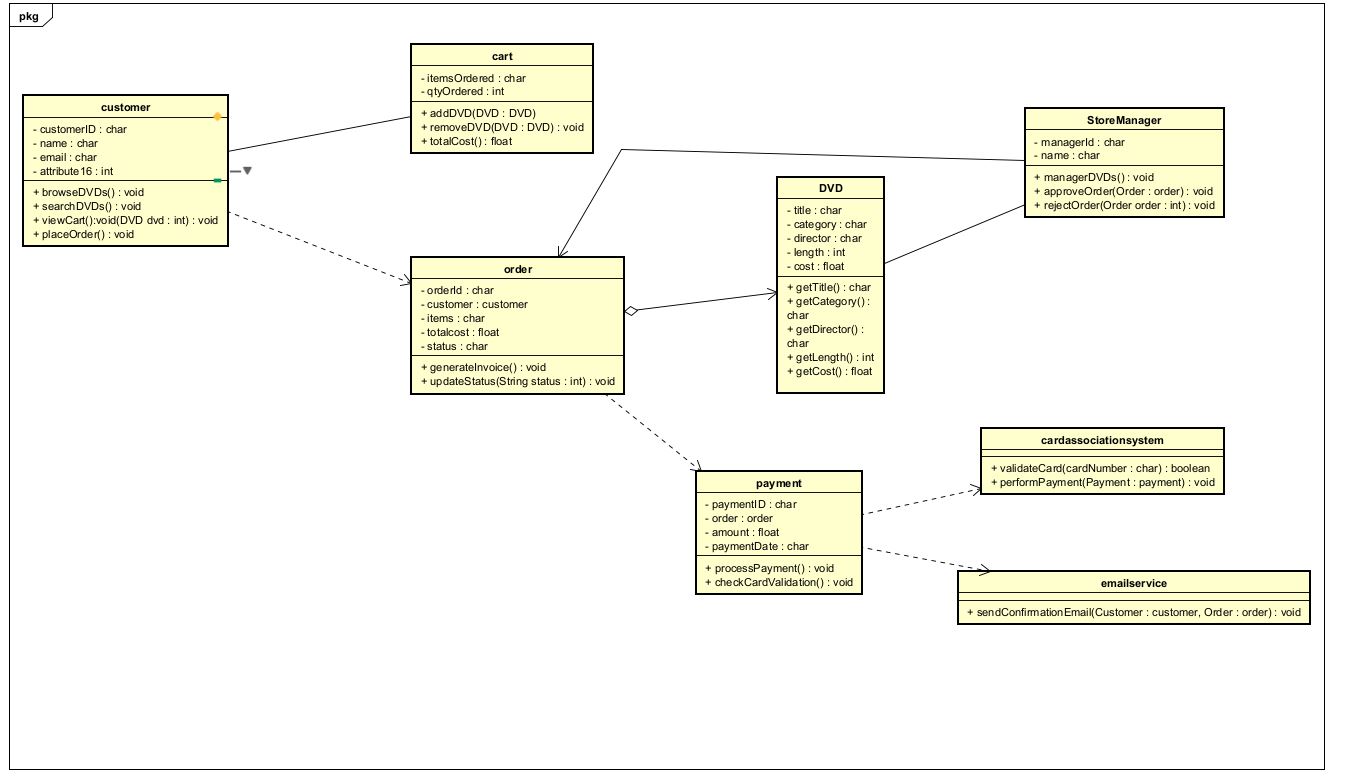 pkg
cart
- itemsOrdered : char
- qtyOrdered : int
+ addDVD(DVD : DVD)
+ removeDVD(DVD : DVD) : void
+ totalCost() : float
customer
- customerID : char
- name : char
- email : char
- attribute16 : int
+ browseDVDs() : void
+ searchDVDs() : void
+ viewCart():void(DVD dvd : int) : void
+ placeOrder() : void
StoreManager
- managerId : char
- name : char
+ managerDVDs() : void
+ approveOrder(Order : order) : void
+ rejectOrder(Order order : int) : void
DVD
- title : char
- category : char
- director : char
- length : int
- cost : float
+ getTitle() : char
+ getCategory() :
char
+ getDirector() :
char
+ getLength() : int
+ getCost() : float
order
- orderId : char
- customer : customer
- items : char
- totalcost : float
- status : char
+ generateInvoice() : void
+ updateStatus(String status : int) : void
cardassociationsystem
+ validateCard(cardNumber : char) : boolean
+ performPayment(Payment : payment) : void
payment
- paymentID : char
- order : order
- amount : float
- paymentDate : char
+ processPayment() : void
+ checkCardValidation() : void
emailservice
+ sendConfirmationEmail(Customer : customer, Order : order) : void